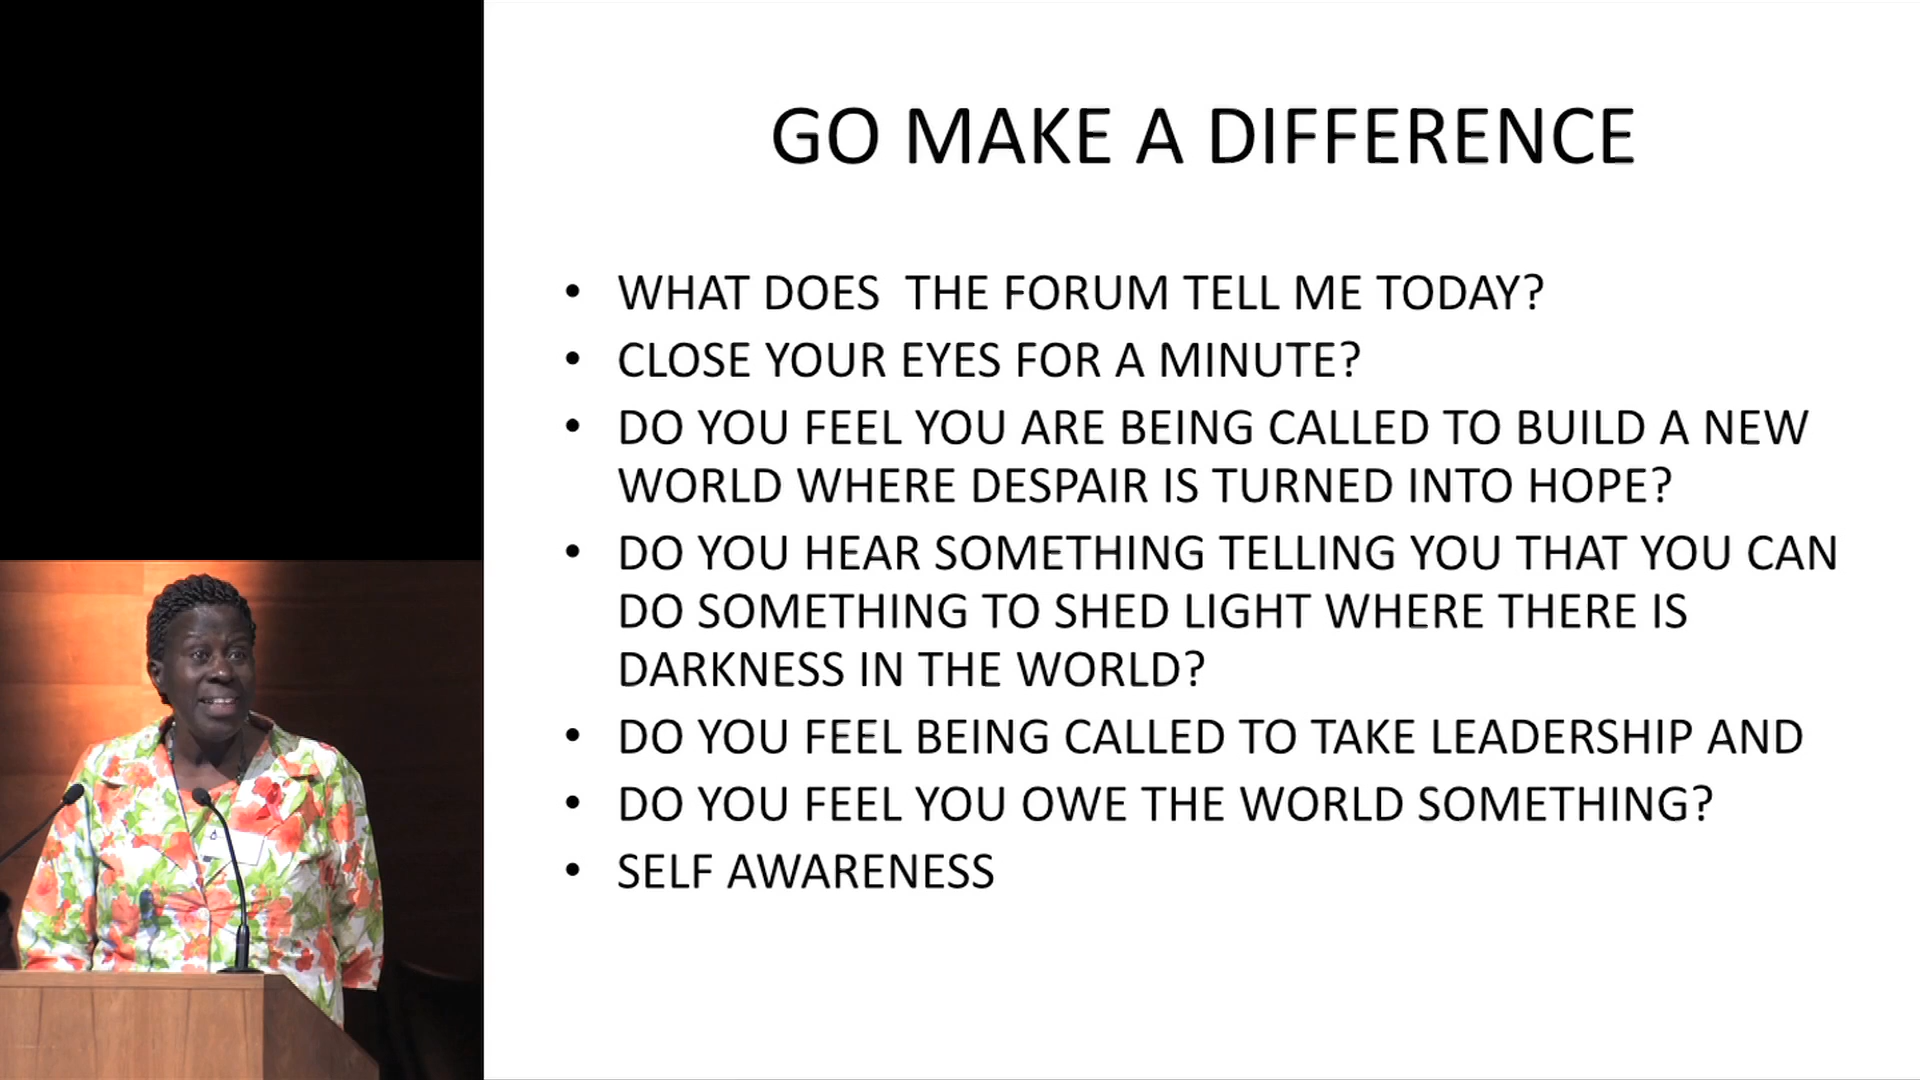 GO MAKE A DIFFERENCE
• WHAT DOES  THE FORUM TELL ME TODAY?
• CLOSE YOUR EYES FOR A MINUTE?
• DO YOU FEEL YOU ARE BEING CALLED TO BUILD A NEW
WORLD WHERE DESPAIR IS TURNED INTO HOPE?
• DO YOU HEAR SOMETHING TELLING YOU THAT YOU CAN
DO SOMETHING TO SHED LIGHT WHERE THERE IS
DARKNESS IN THE WORLD?
• DO YOU FEEL BEING CALLED TO TAKE LEADERSHIP AND
• DO YOU FEEL YOU OWE THE WORLD SOMETHING?
• SELF AWARENESS